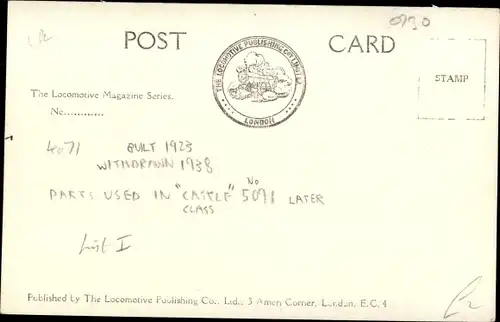 0930
POST CARD
THE LOCOMOTIVE PUBLISHING CO. LIMITED
LONDON
STAMP
The Locomotive Magazine Series.
No............
4071 BUILT 1923
WITHDRAWN 1938
PARTS USED IN "CASTLE" No 5091 LATER
CLASS
List I
Published by The Locomotive Publishing Co., Ltd., 3 Amen Corner, London, E.C. 4